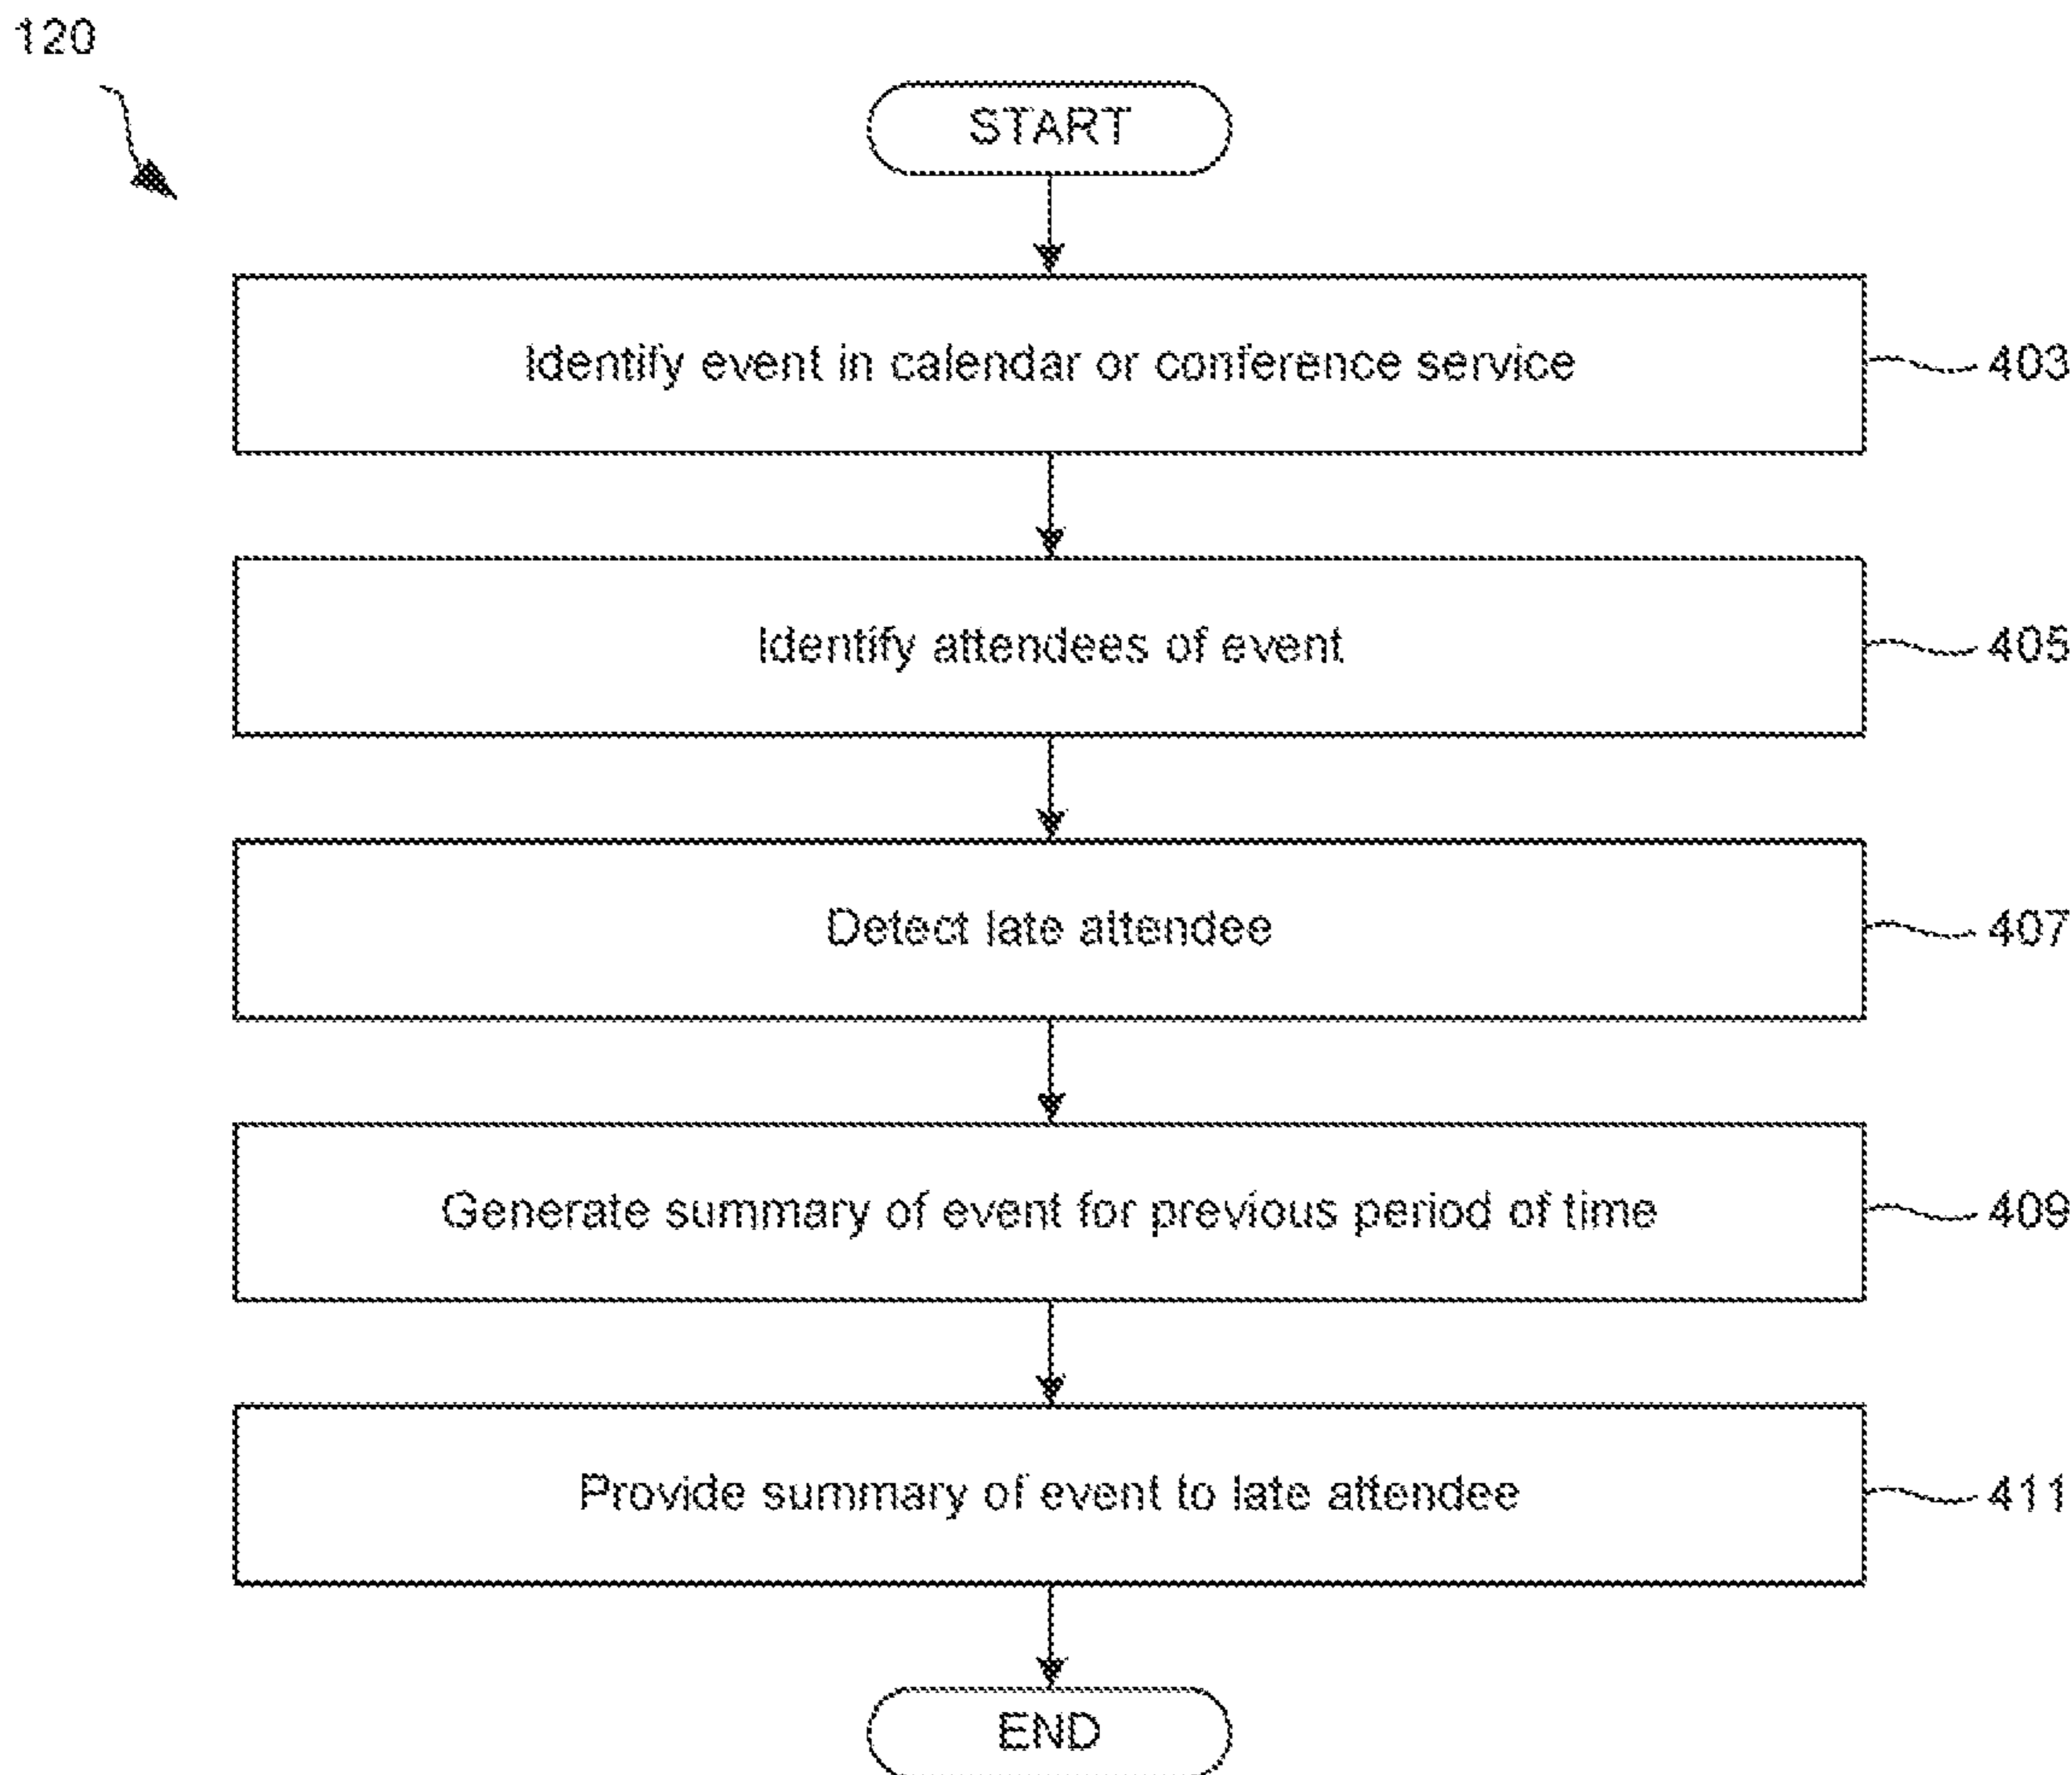 120
START
Identify event in calendar or conference service
403
Identify attendees of event
405
Detect late attendee
407
Generate summary of event for previous period of time
409
Provide summary of event to late attendee
411
END